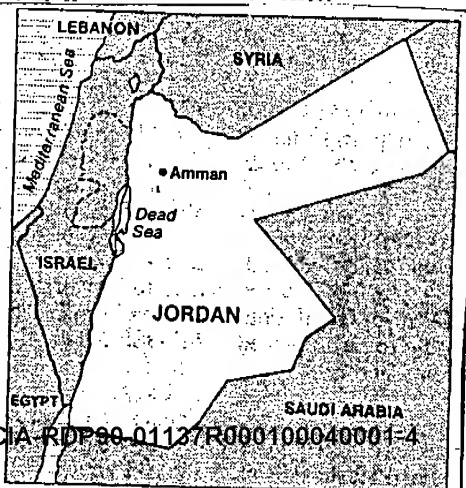 LEBANON
SYRIA
Mediterranean Sea
Amman
Dead
Sea
ISRAEL
JORDAN
EGYPT
SAUDI ARABIA
CIA-RDP90-01137R000100040001-4